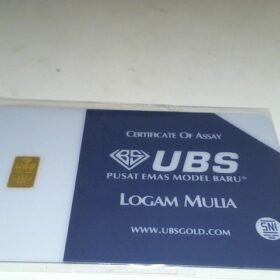 CERTIFICATE OF ASSAY
UBS
PUSAT EMAS MODEL BARU®
LOGAM MULIA
WWW.UBSGOLD.COM
SNI